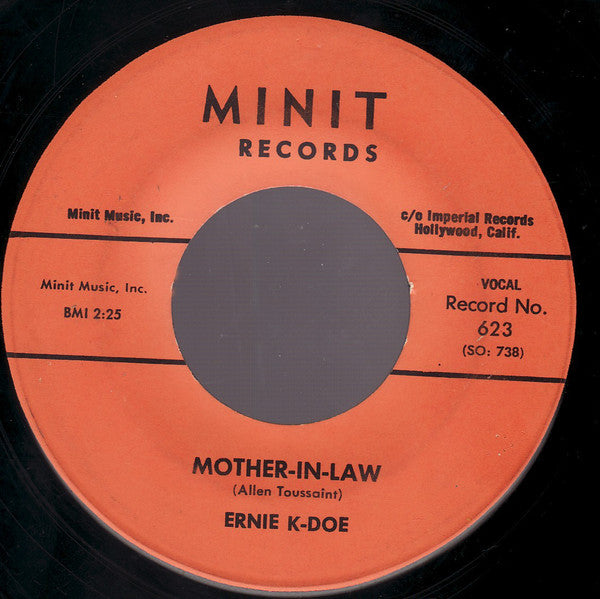 MINIT
RECORDS
Minit Music, Inc.
c/o Imperial Records
Hollywood, Calif.
Minit Music, Inc.
BMI 2:25
VOCAL
Record No.
623
(SO: 738)
MOTHER-IN-LAW
(Allen Toussaint)
ERNIE K-DOE